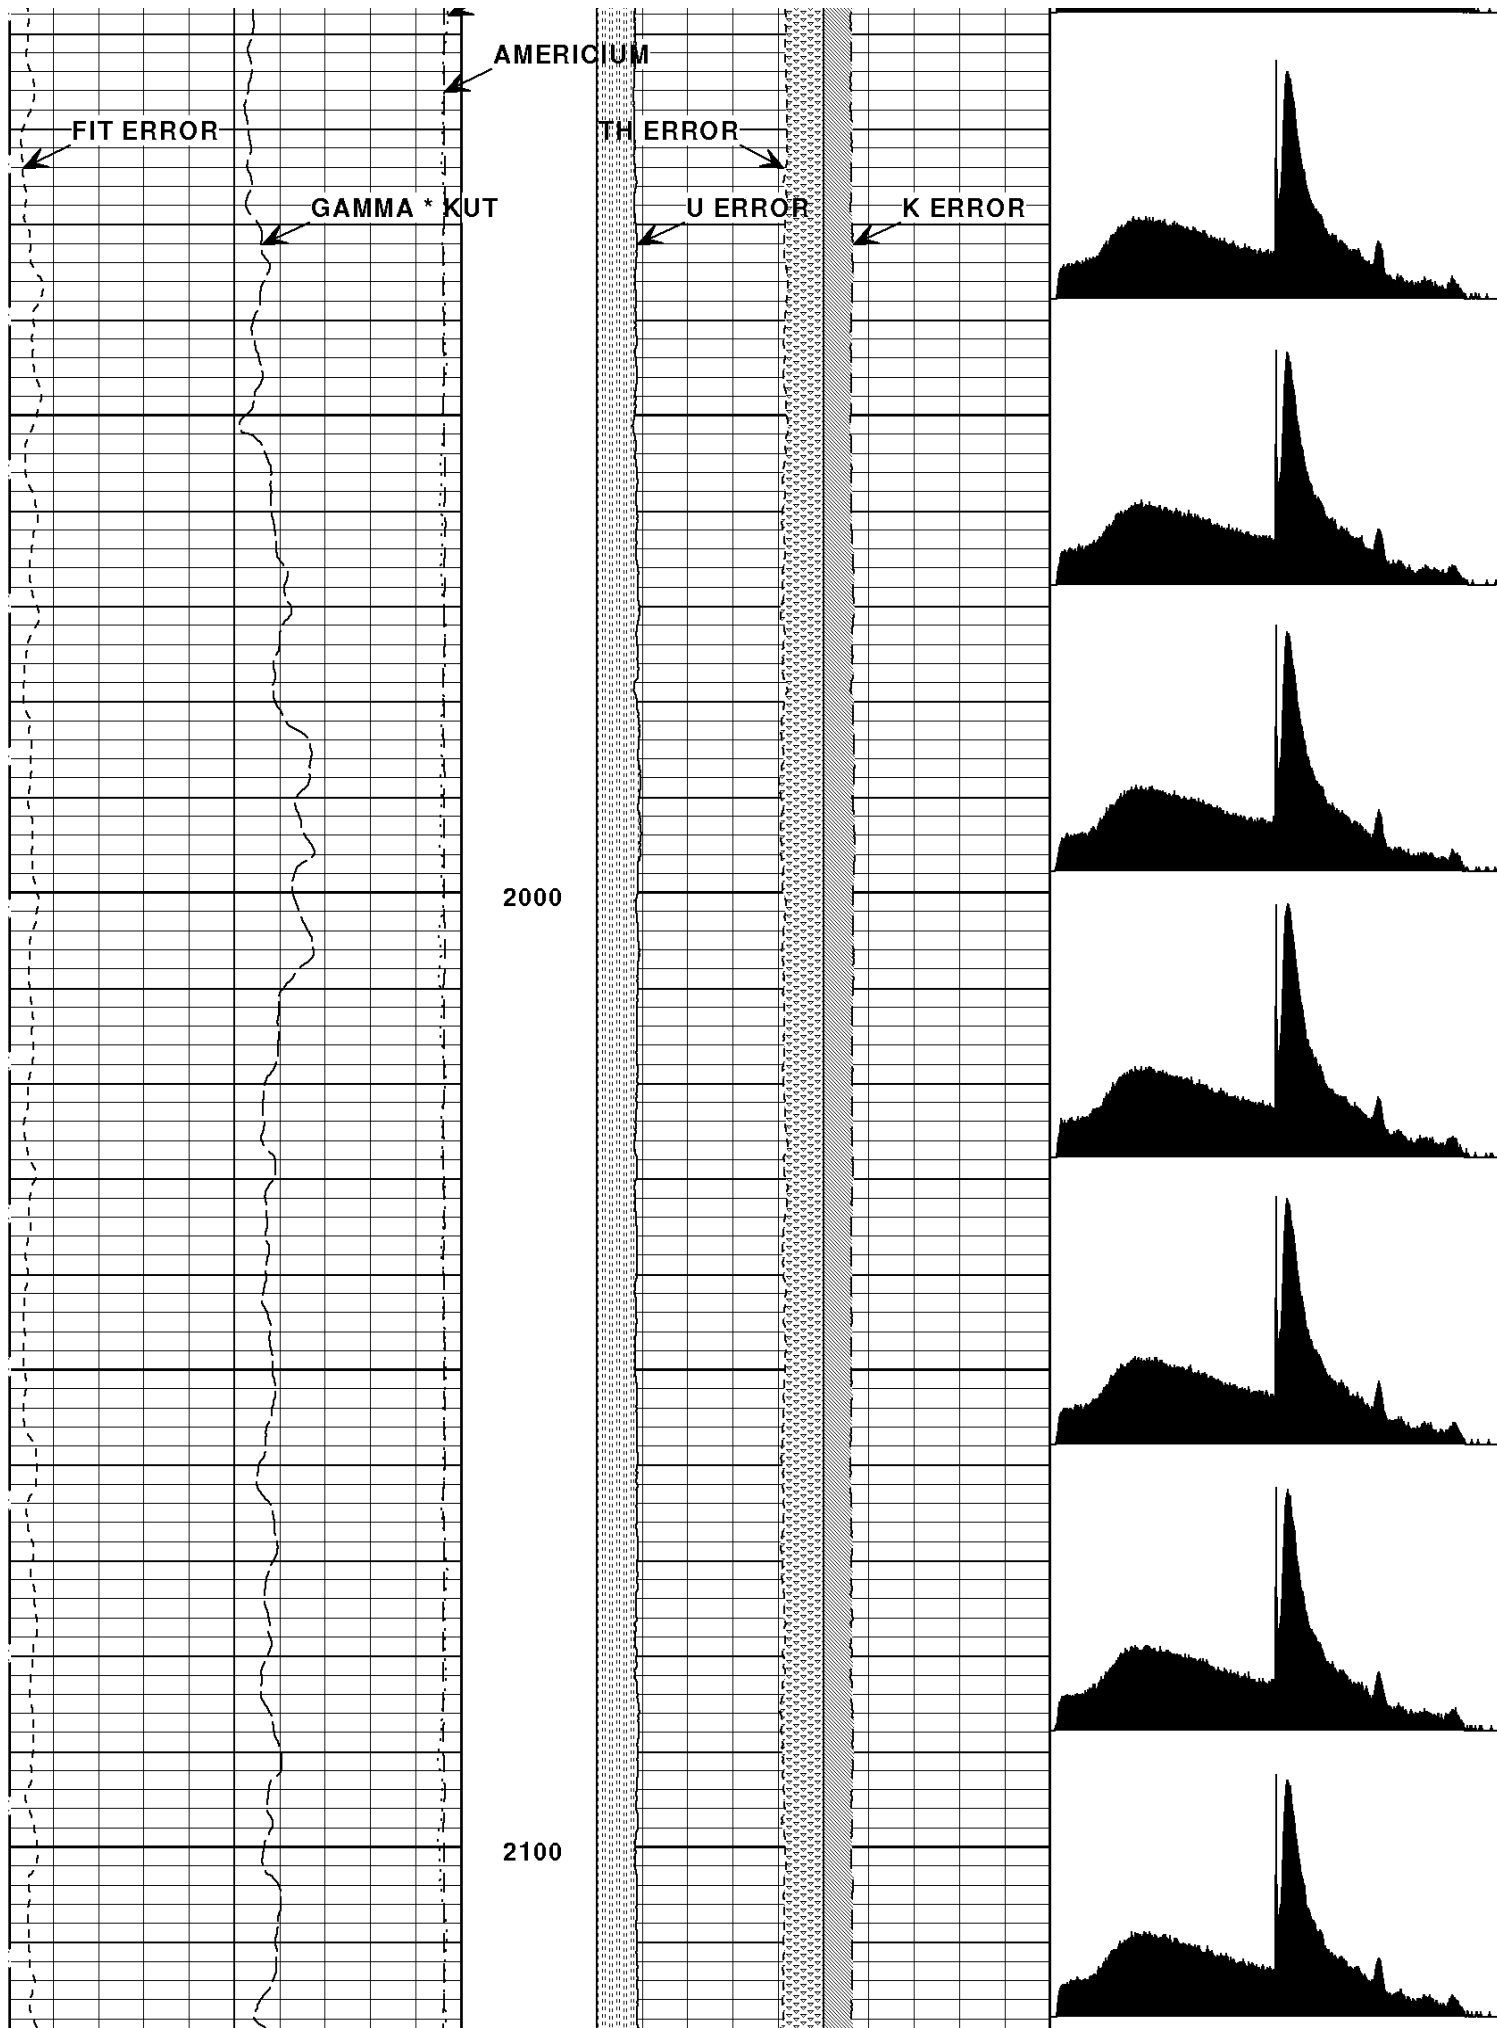 AMERICIUM
FIT ERROR
TH ERROR
GAMMA * KUT
U ERROR
K ERROR
2000
2100